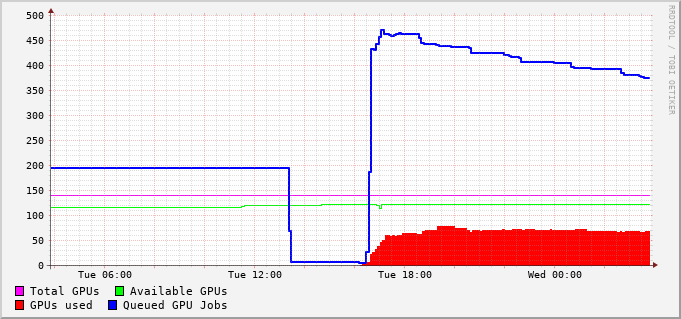 500
450
400
350
300
250
200
150
100
50
0
Tue 06:00 Tue 12:00 Tue 18:00 Wed 00:00
Total GPUs Available GPUs
GPUs used Queued GPU Jobs
RRDTOOL / TOBI OETIKER